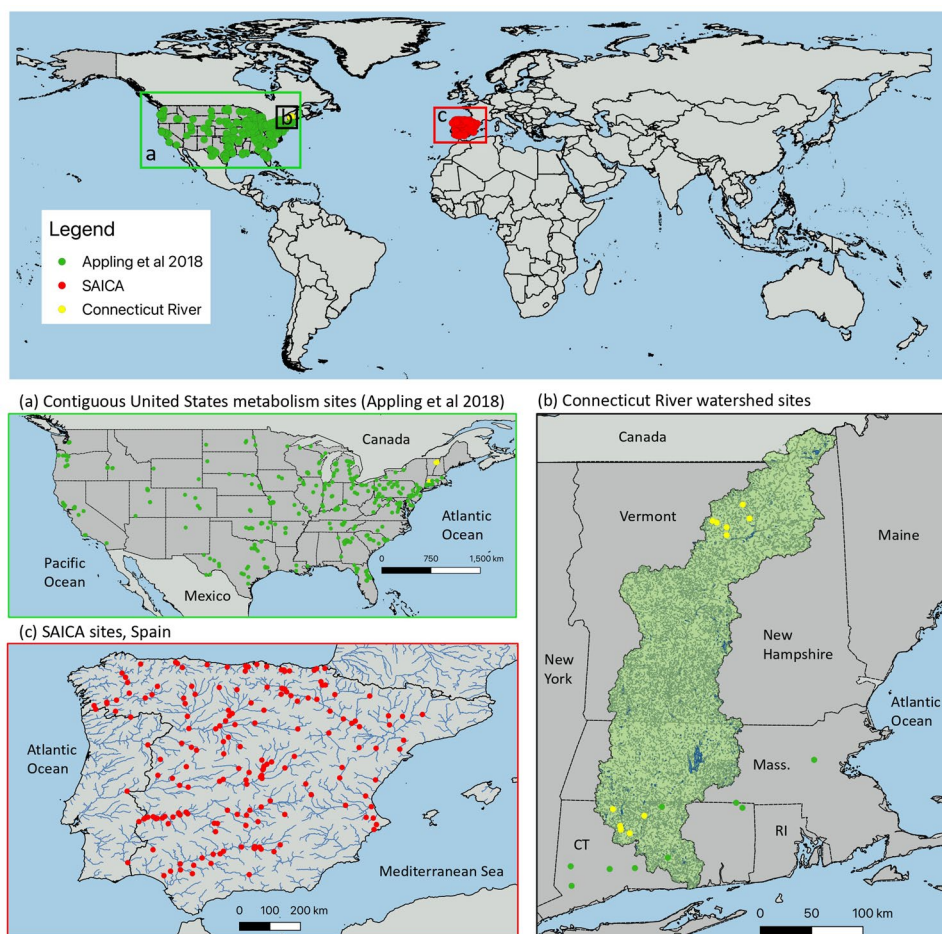 a
b
c
Legend
Appling et al 2018
SAICA
Connecticut River
(a) Contiguous United States metabolism sites (Appling et al 2018)
Canada
Atlantic
Ocean
Pacific
Ocean
Mexico
0 750 1,500 km
(b) Connecticut River watershed sites
Canada
Vermont
Maine
New
York
New
Hampshire
Atlantic
Ocean
Mass.
CT
RI
0 50 100 km
(c) SAICA sites, Spain
Atlantic
Ocean
Mediterranean Sea
0 100 200 km